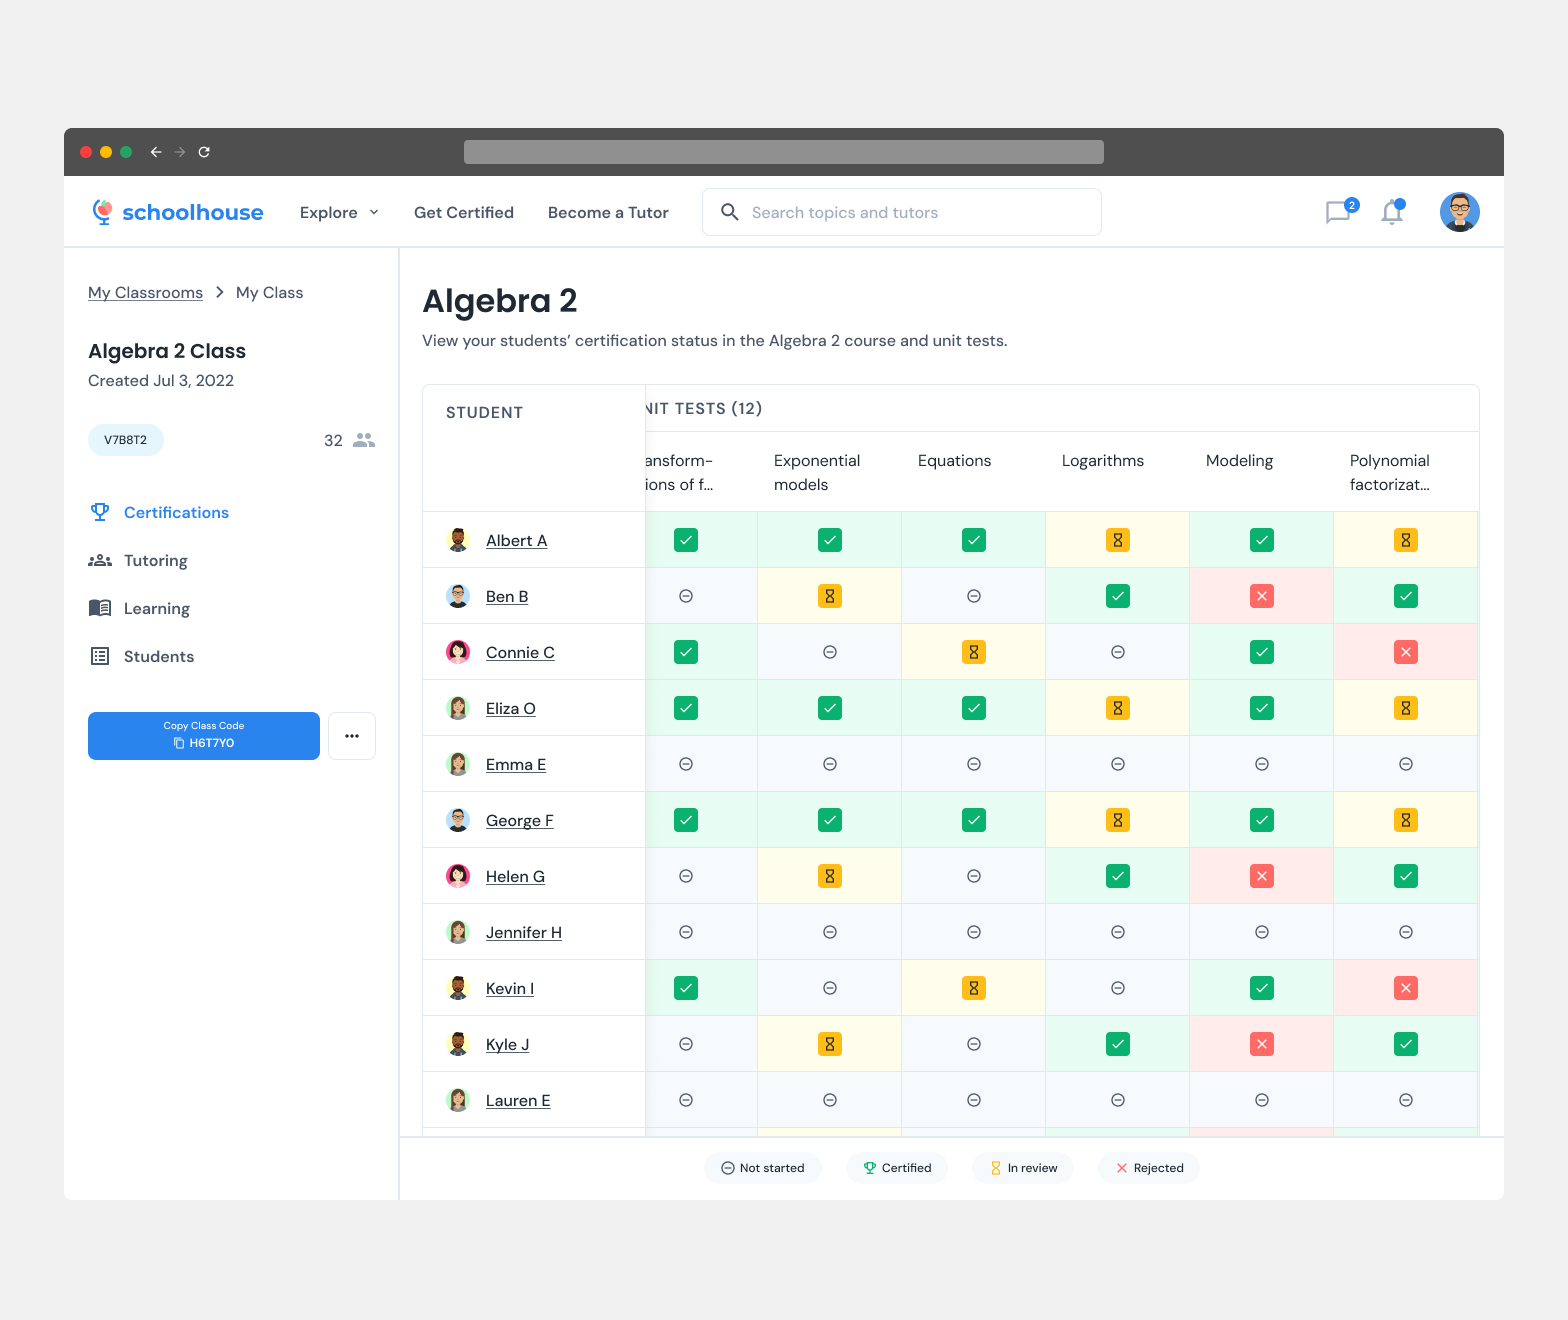 schoolhouse
Explore
Get Certified
Become a Tutor
Search topics and tutors
2
My Classrooms
My Class
Algebra 2 Class
Created Jul 3, 2022
V7B8T2
32
Certifications
Tutoring
Learning
Students
Copy Class Code
H6T7Y0
Algebra 2
View your students’ certification status in the Algebra 2 course and unit tests.
STUDENT
NIT TESTS (12)
ansform-
ions of f...
Exponential
models
Equations
Logarithms
Modeling
Polynomial
factorizat...
Albert A
Ben B
Connie C
Eliza O
Emma E
George F
Helen G
Jennifer H
Kevin I
Kyle J
Lauren E
Not started
Certified
In review
Rejected